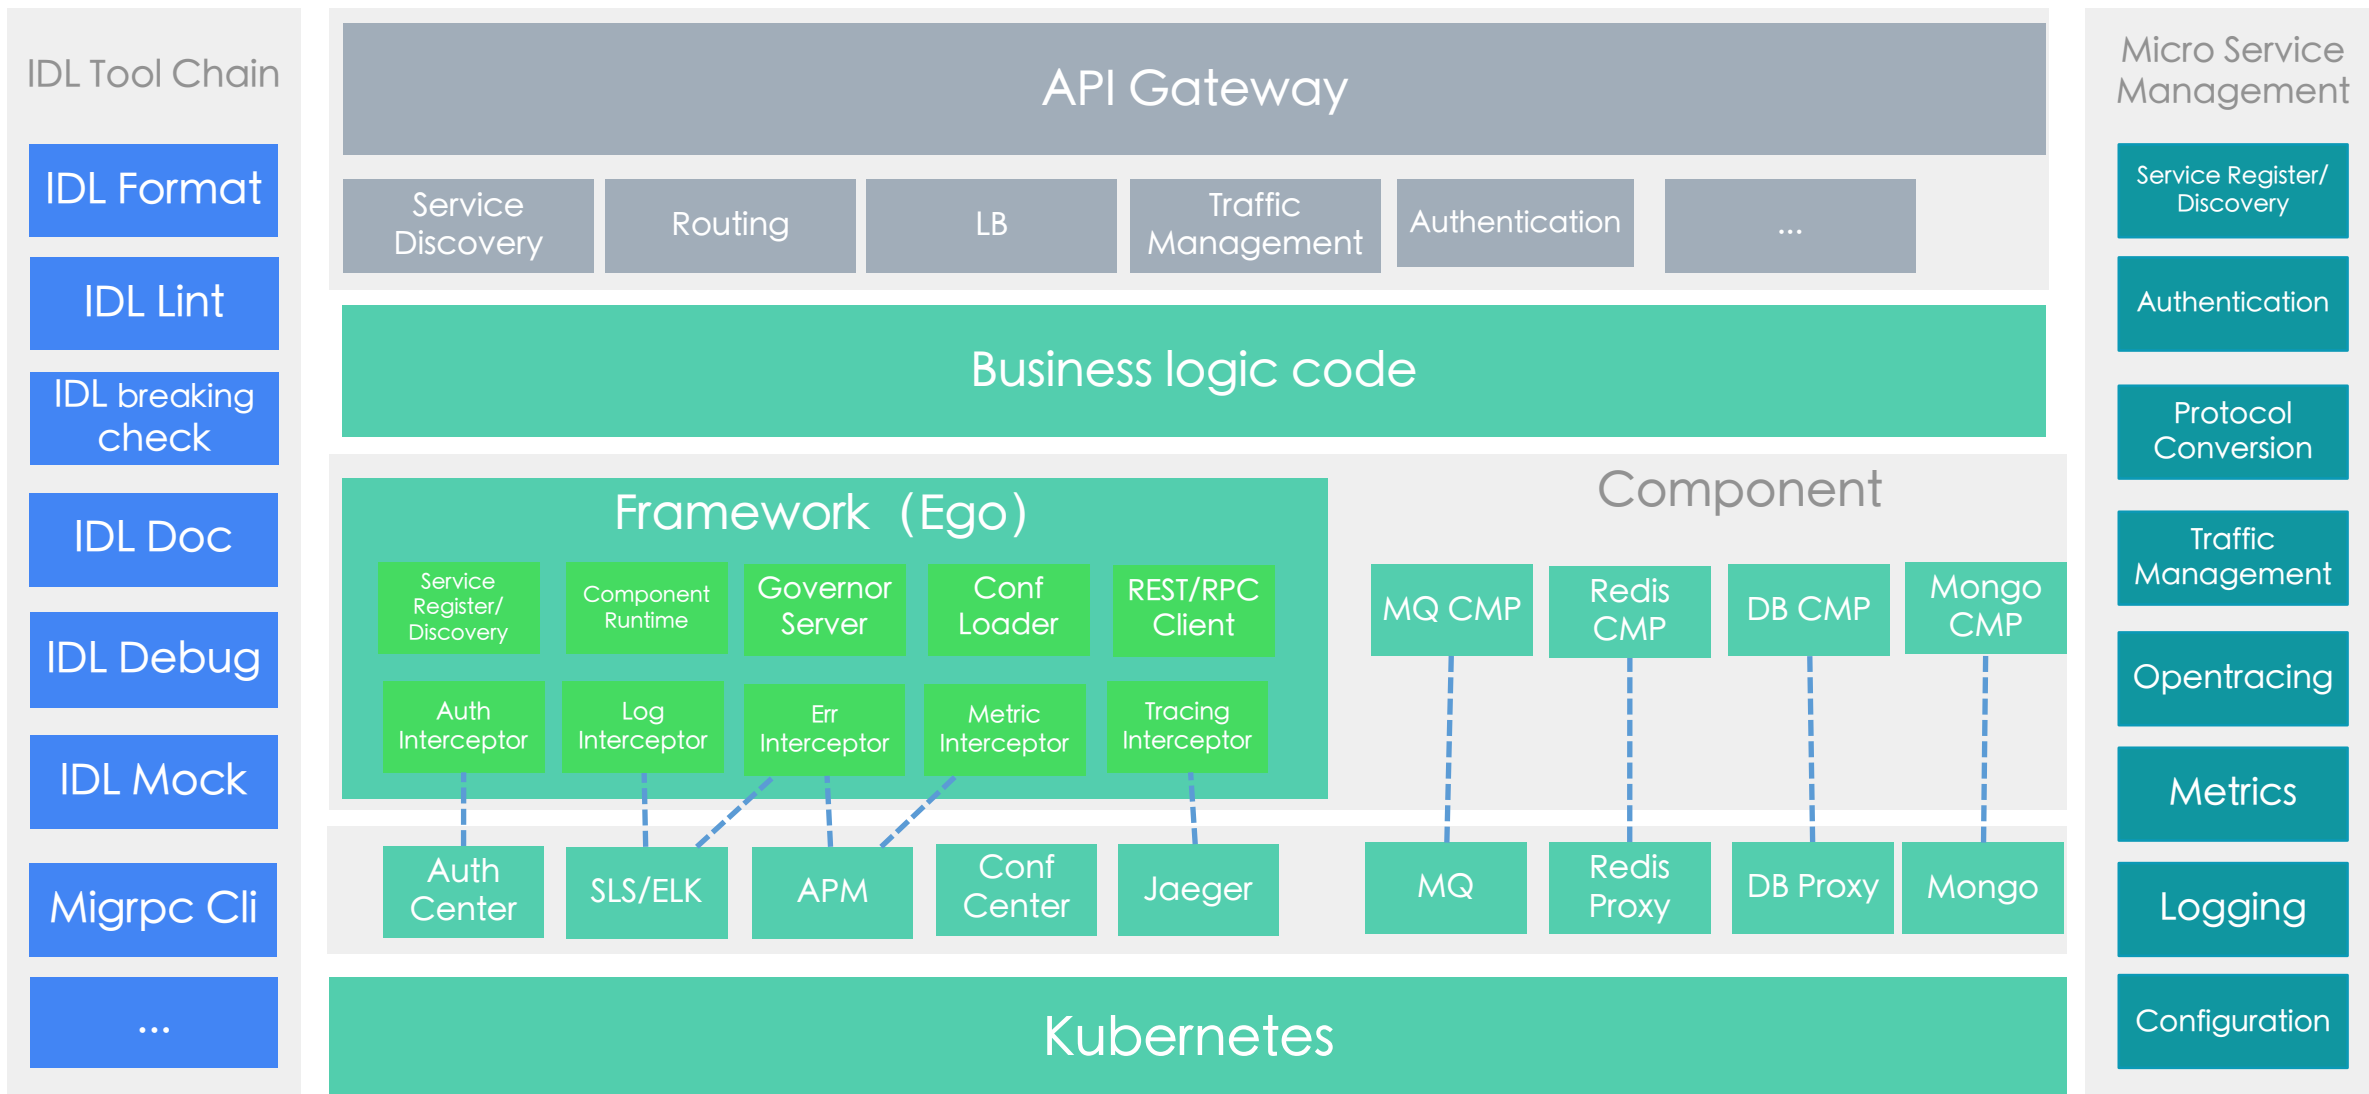 IDL Tool Chain
IDL Format
IDL Lint
IDL breaking
check
IDL Doc
IDL Debug
IDL Mock
Migrpc Cli
...
API Gateway
Service
Discovery
Routing
LB
Traffic
Management
Authentication
...
Business logic code
Framework（Ego）
Service
Register/
Discovery
Component
Runtime
Governor
Server
Conf
Loader
REST/RPC
Client
Auth
Interceptor
Log
Interceptor
Err
Interceptor
Metric
Interceptor
Tracing
Interceptor
Component
MQ CMP
Redis
CMP
DB CMP
Mongo
CMP
Auth
Center
SLS/ELK
APM
Conf
Center
Jaeger
MQ
Redis
Proxy
DB Proxy
Mongo
Kubernetes
Micro Service
Management
Service Register/
Discovery
Authentication
Protocol
Conversion
Traffic
Management
Opentracing
Metrics
Logging
Configuration